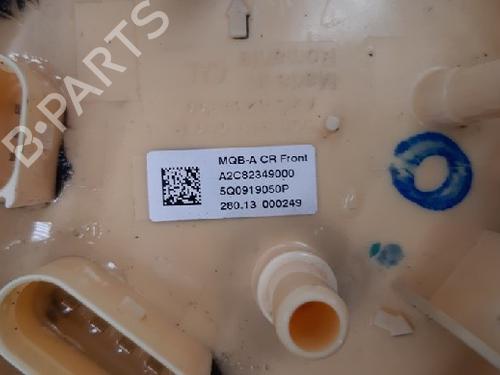 B-PARTS
MQB-A CR Front
A2C82349000
5Q0919050P
280.13 000249